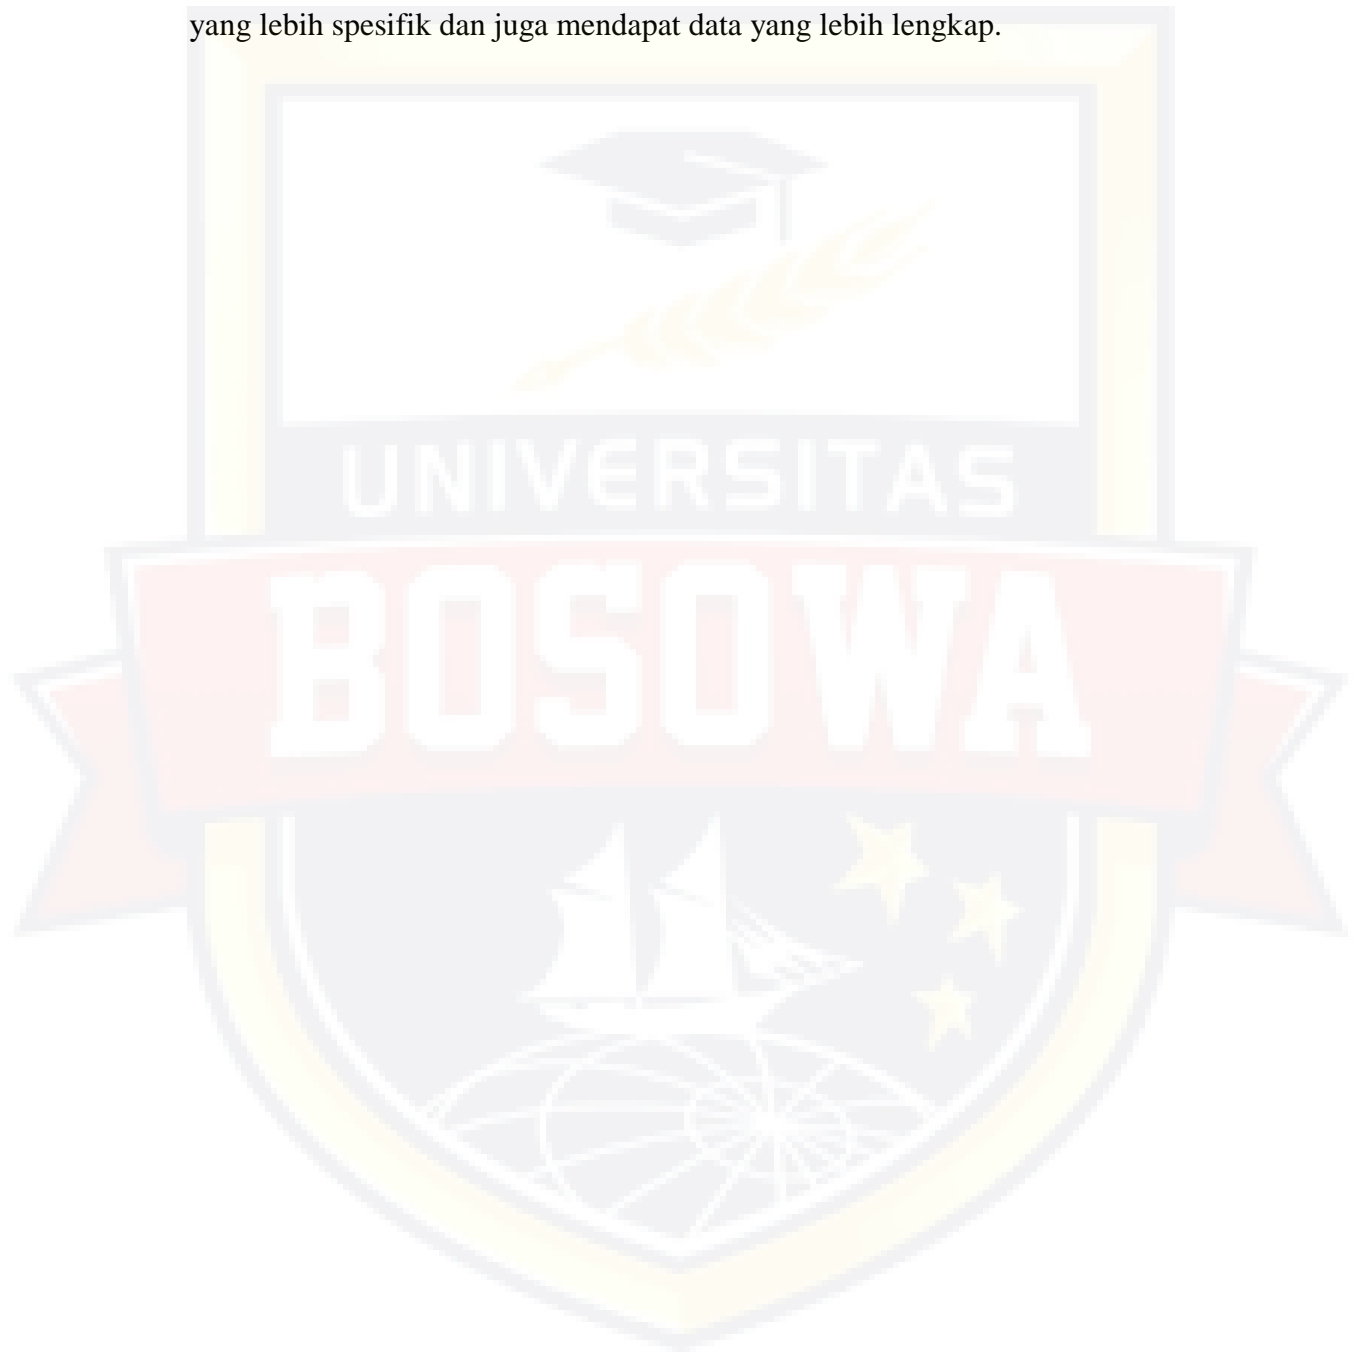 yang lebih spesifik dan juga mendapat data yang lebih lengkap.
UNIVERSITAS
BOSOWA